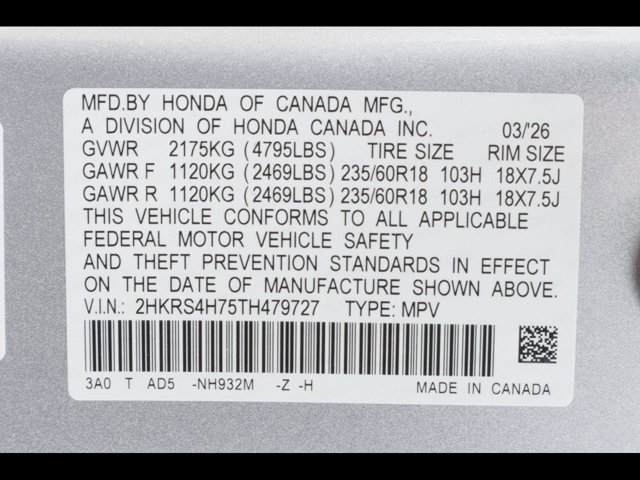 MFD.BY HONDA OF CANADA MFG.,
A DIVISION OF HONDA CANADA INC. 03/'26
GVWR 2175KG (4795LBS) TIRE SIZE RIM SIZE
GAWR F 1120KG (2469LBS) 235/60R18 103H 18X7.5J
GAWR R 1120KG (2469LBS) 235/60R18 103H 18X7.5J
THIS VEHICLE CONFORMS TO ALL APPLICABLE
FEDERAL MOTOR VEHICLE SAFETY
AND THEFT PREVENTION STANDARDS IN EFFECT
ON THE DATE OF MANUFACTURE SHOWN ABOVE.
V.I.N.: 2HKRS4H75TH479727 TYPE: MPV
3A0 T AD5 -NH932M -Z -H MADE IN CANADA